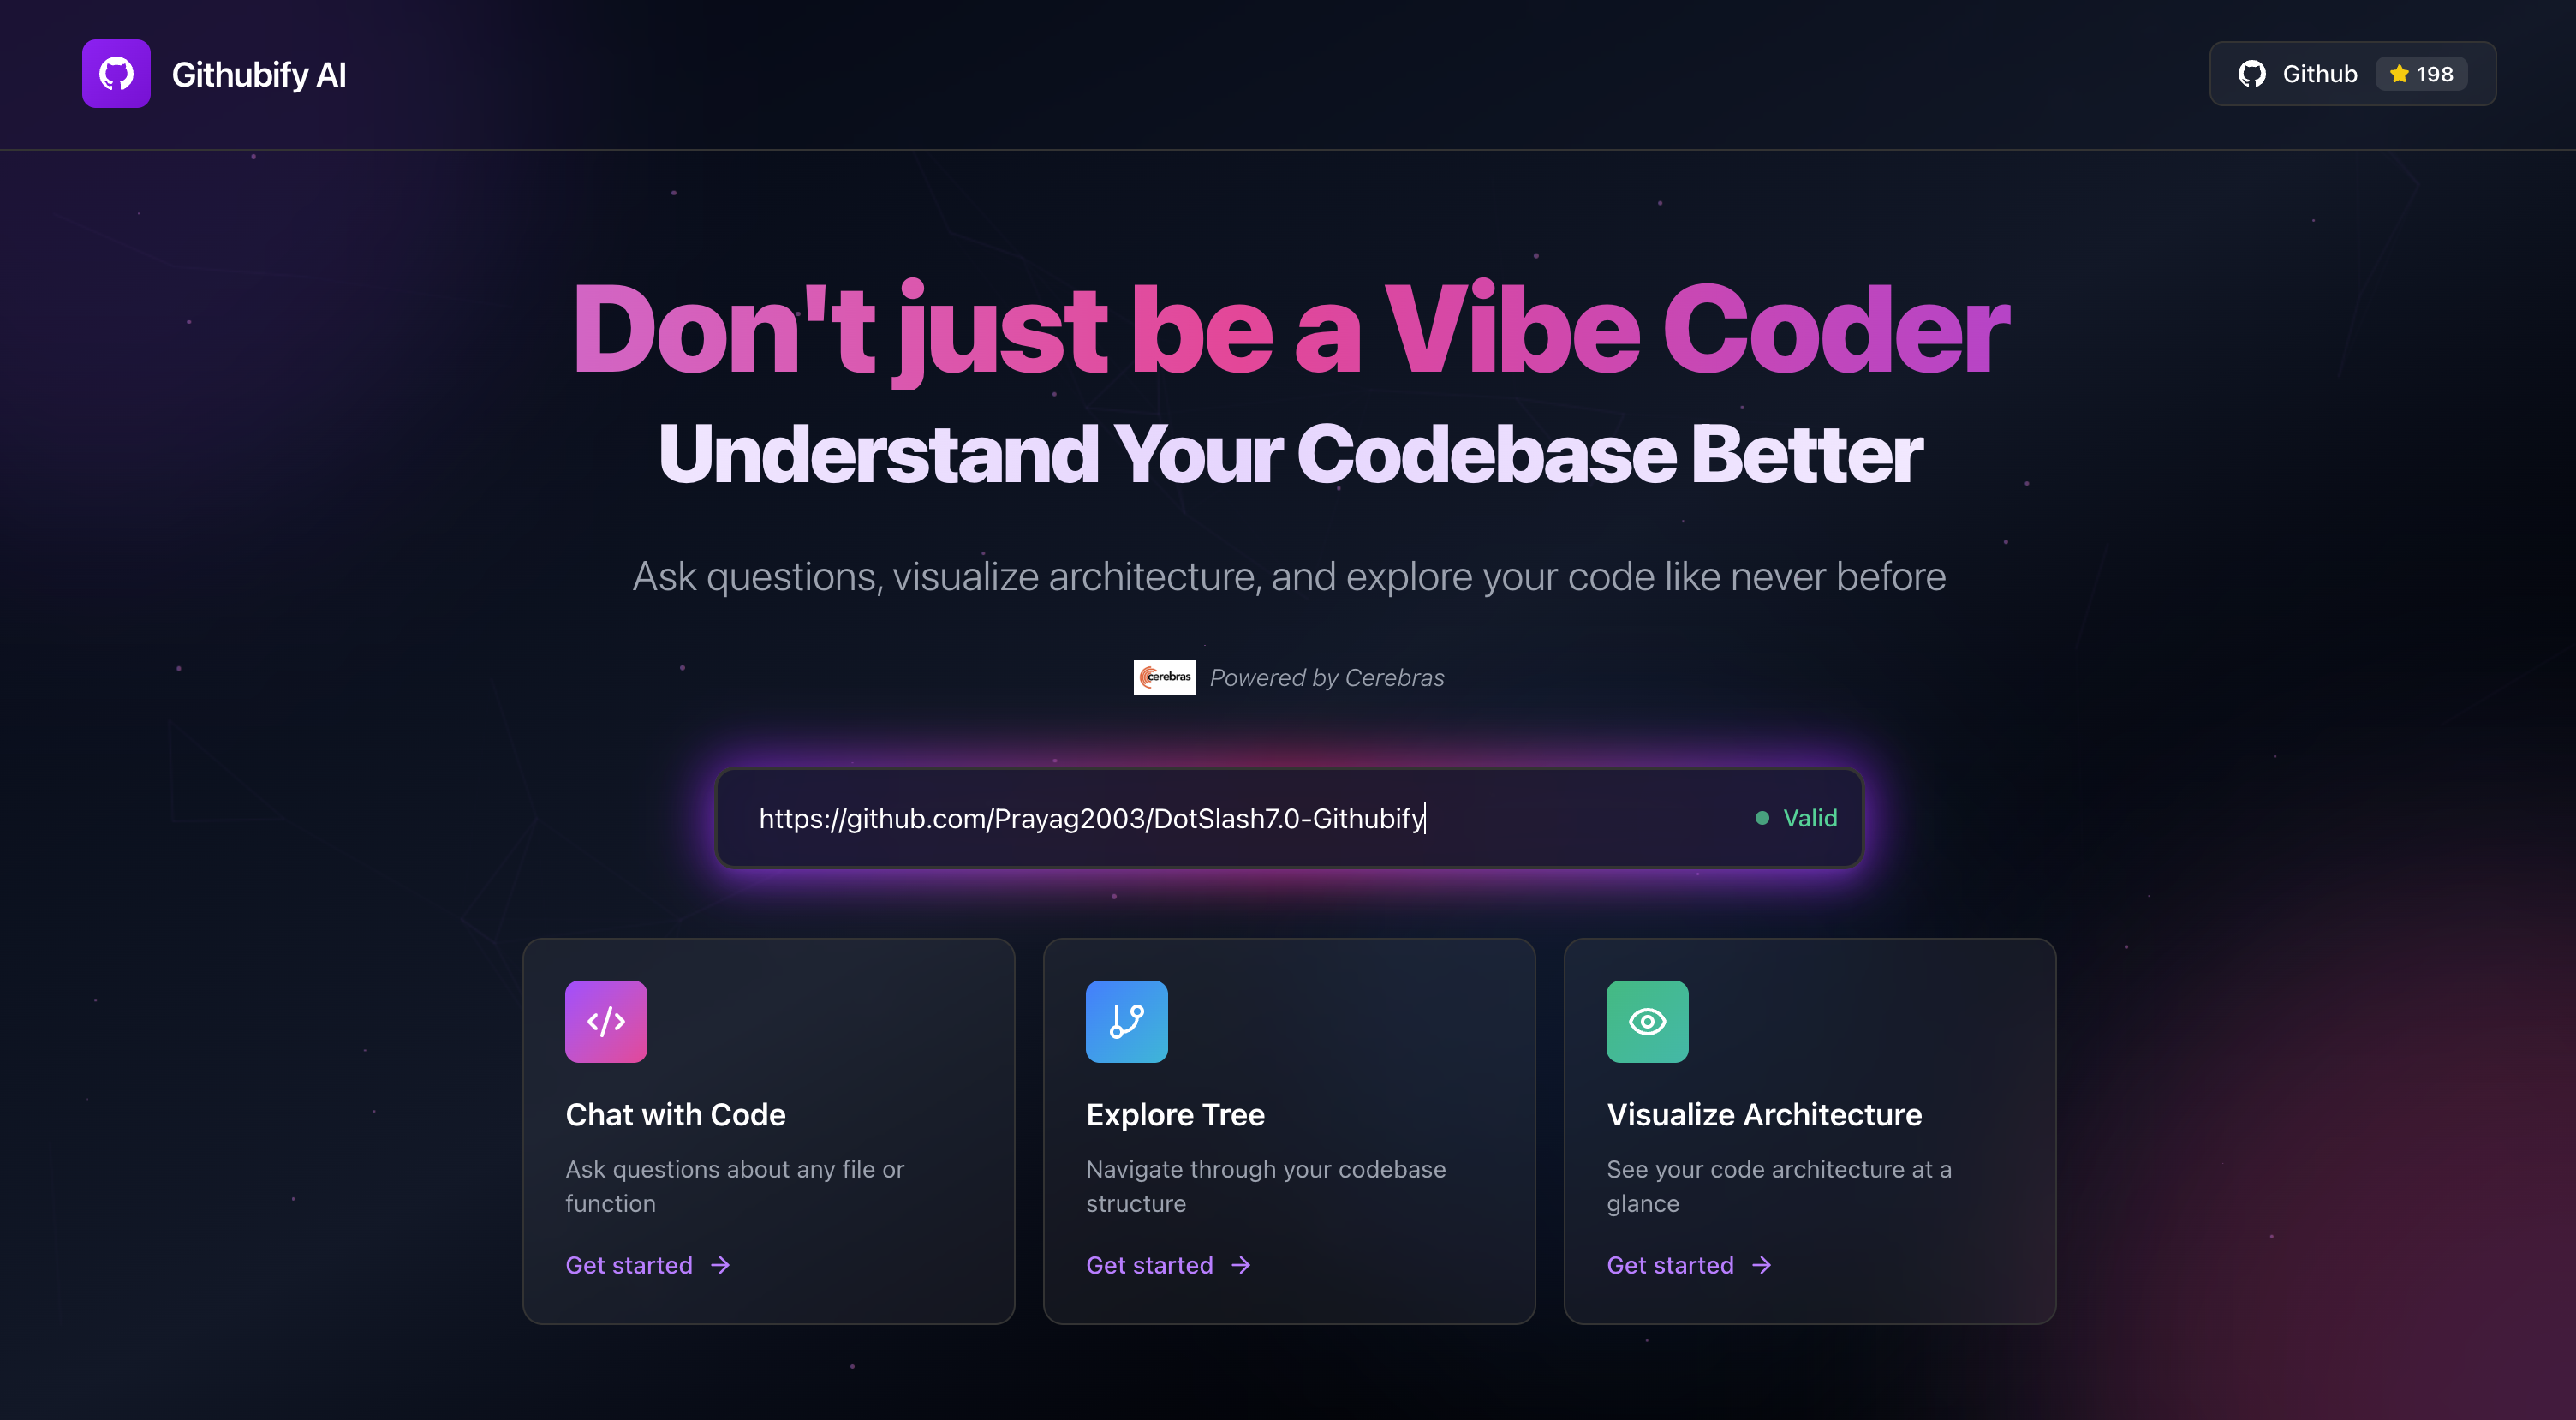 Githubify AI
Github
198
Don't just be a Vibe Coder
Understand Your Codebase Better
Ask questions, visualize architecture, and explore your code like never before
cerebras
Powered by Cerebras
https://github.com/Prayag2003/DotSlash7.0-Githubify
Valid
Chat with Code
Ask questions about any file or
function
Get started
Explore Tree
Navigate through your codebase
structure
Get started
Visualize Architecture
See your code architecture at a
glance
Get started